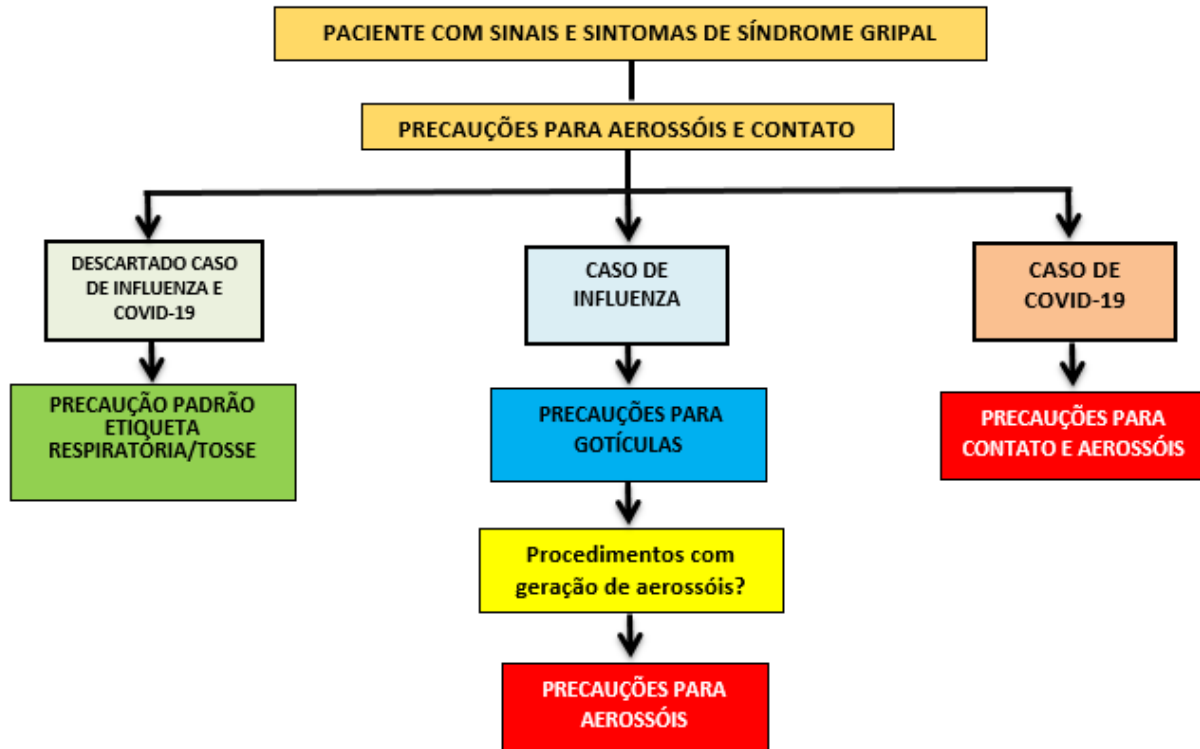 PACIENTE COM SINAIS E SINTOMAS DE SÍNDROME GRIPAL
PRECAUÇÕES PARA AEROSSÓIS E CONTATO
DESCARTADO CASO
DE INFLUENZA E
COVID-19
CASO DE
INFLUENZA
CASO DE
COVID-19
PRECAUÇÃO PADRÃO
ETIQUETA
RESPIRATÓRIA/TOSSE
PRECAUÇÕES PARA
GOTÍCULAS
PRECAUÇÕES PARA
CONTATO E AEROSSÓIS
Procedimentos com
geração de aerossóis?
PRECAUÇÕES PARA
AEROSSÓIS